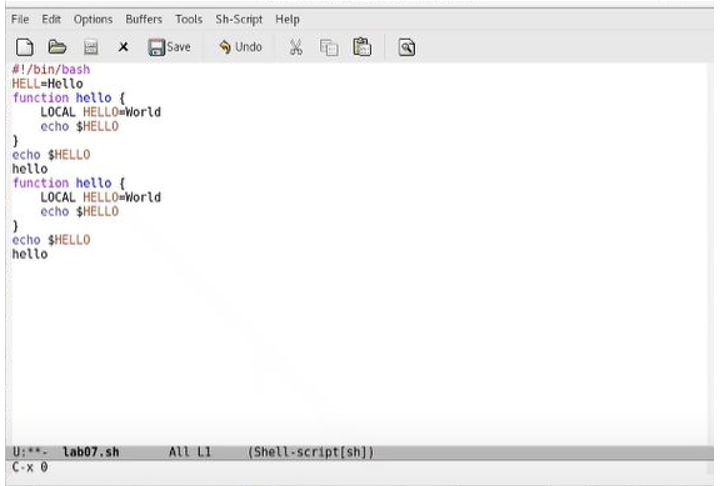 File Edit Options Buffers Tools Sh-Script Help
Save Undo
#!/bin/bash
HELL=Hello
function hello {
    LOCAL HELLO=World
    echo $HELLO
}
echo $HELLO
hello
function hello {
    LOCAL HELLO=World
    echo $HELLO
}
echo $HELLO
hello
U:**- lab07.sh All L1 (Shell-script[sh])
C-x 0